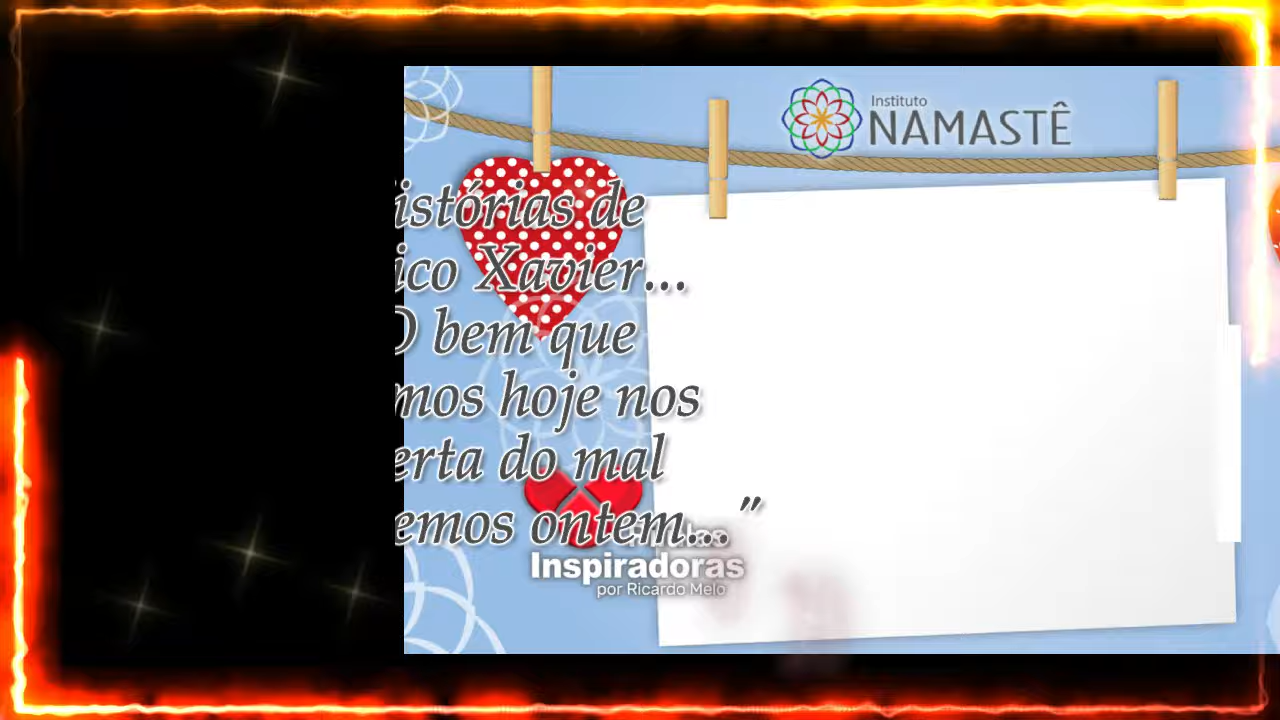 Instituto
NAMASTÊ
istórias de
ico Xavier...
O bem que
mos hoje nos
erta do mal
emos ontem..."
Inspiradoras
por Ricardo Melo